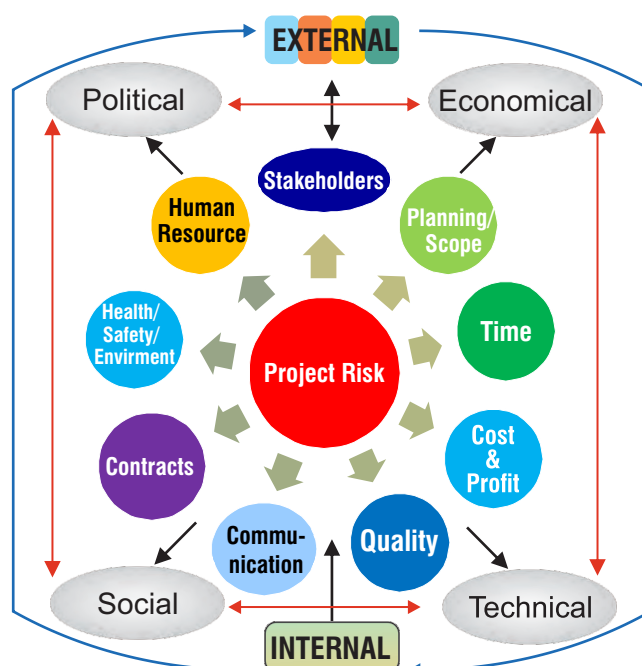 EXTERNAL
Political
Economical
Stakeholders
Human
Resource
Planning/
Scope
Health/
Safety/
Envirment
Time
Project Risk
Contracts
Cost
&
Profit
Commu-
nication
Quality
Social
Technical
INTERNAL